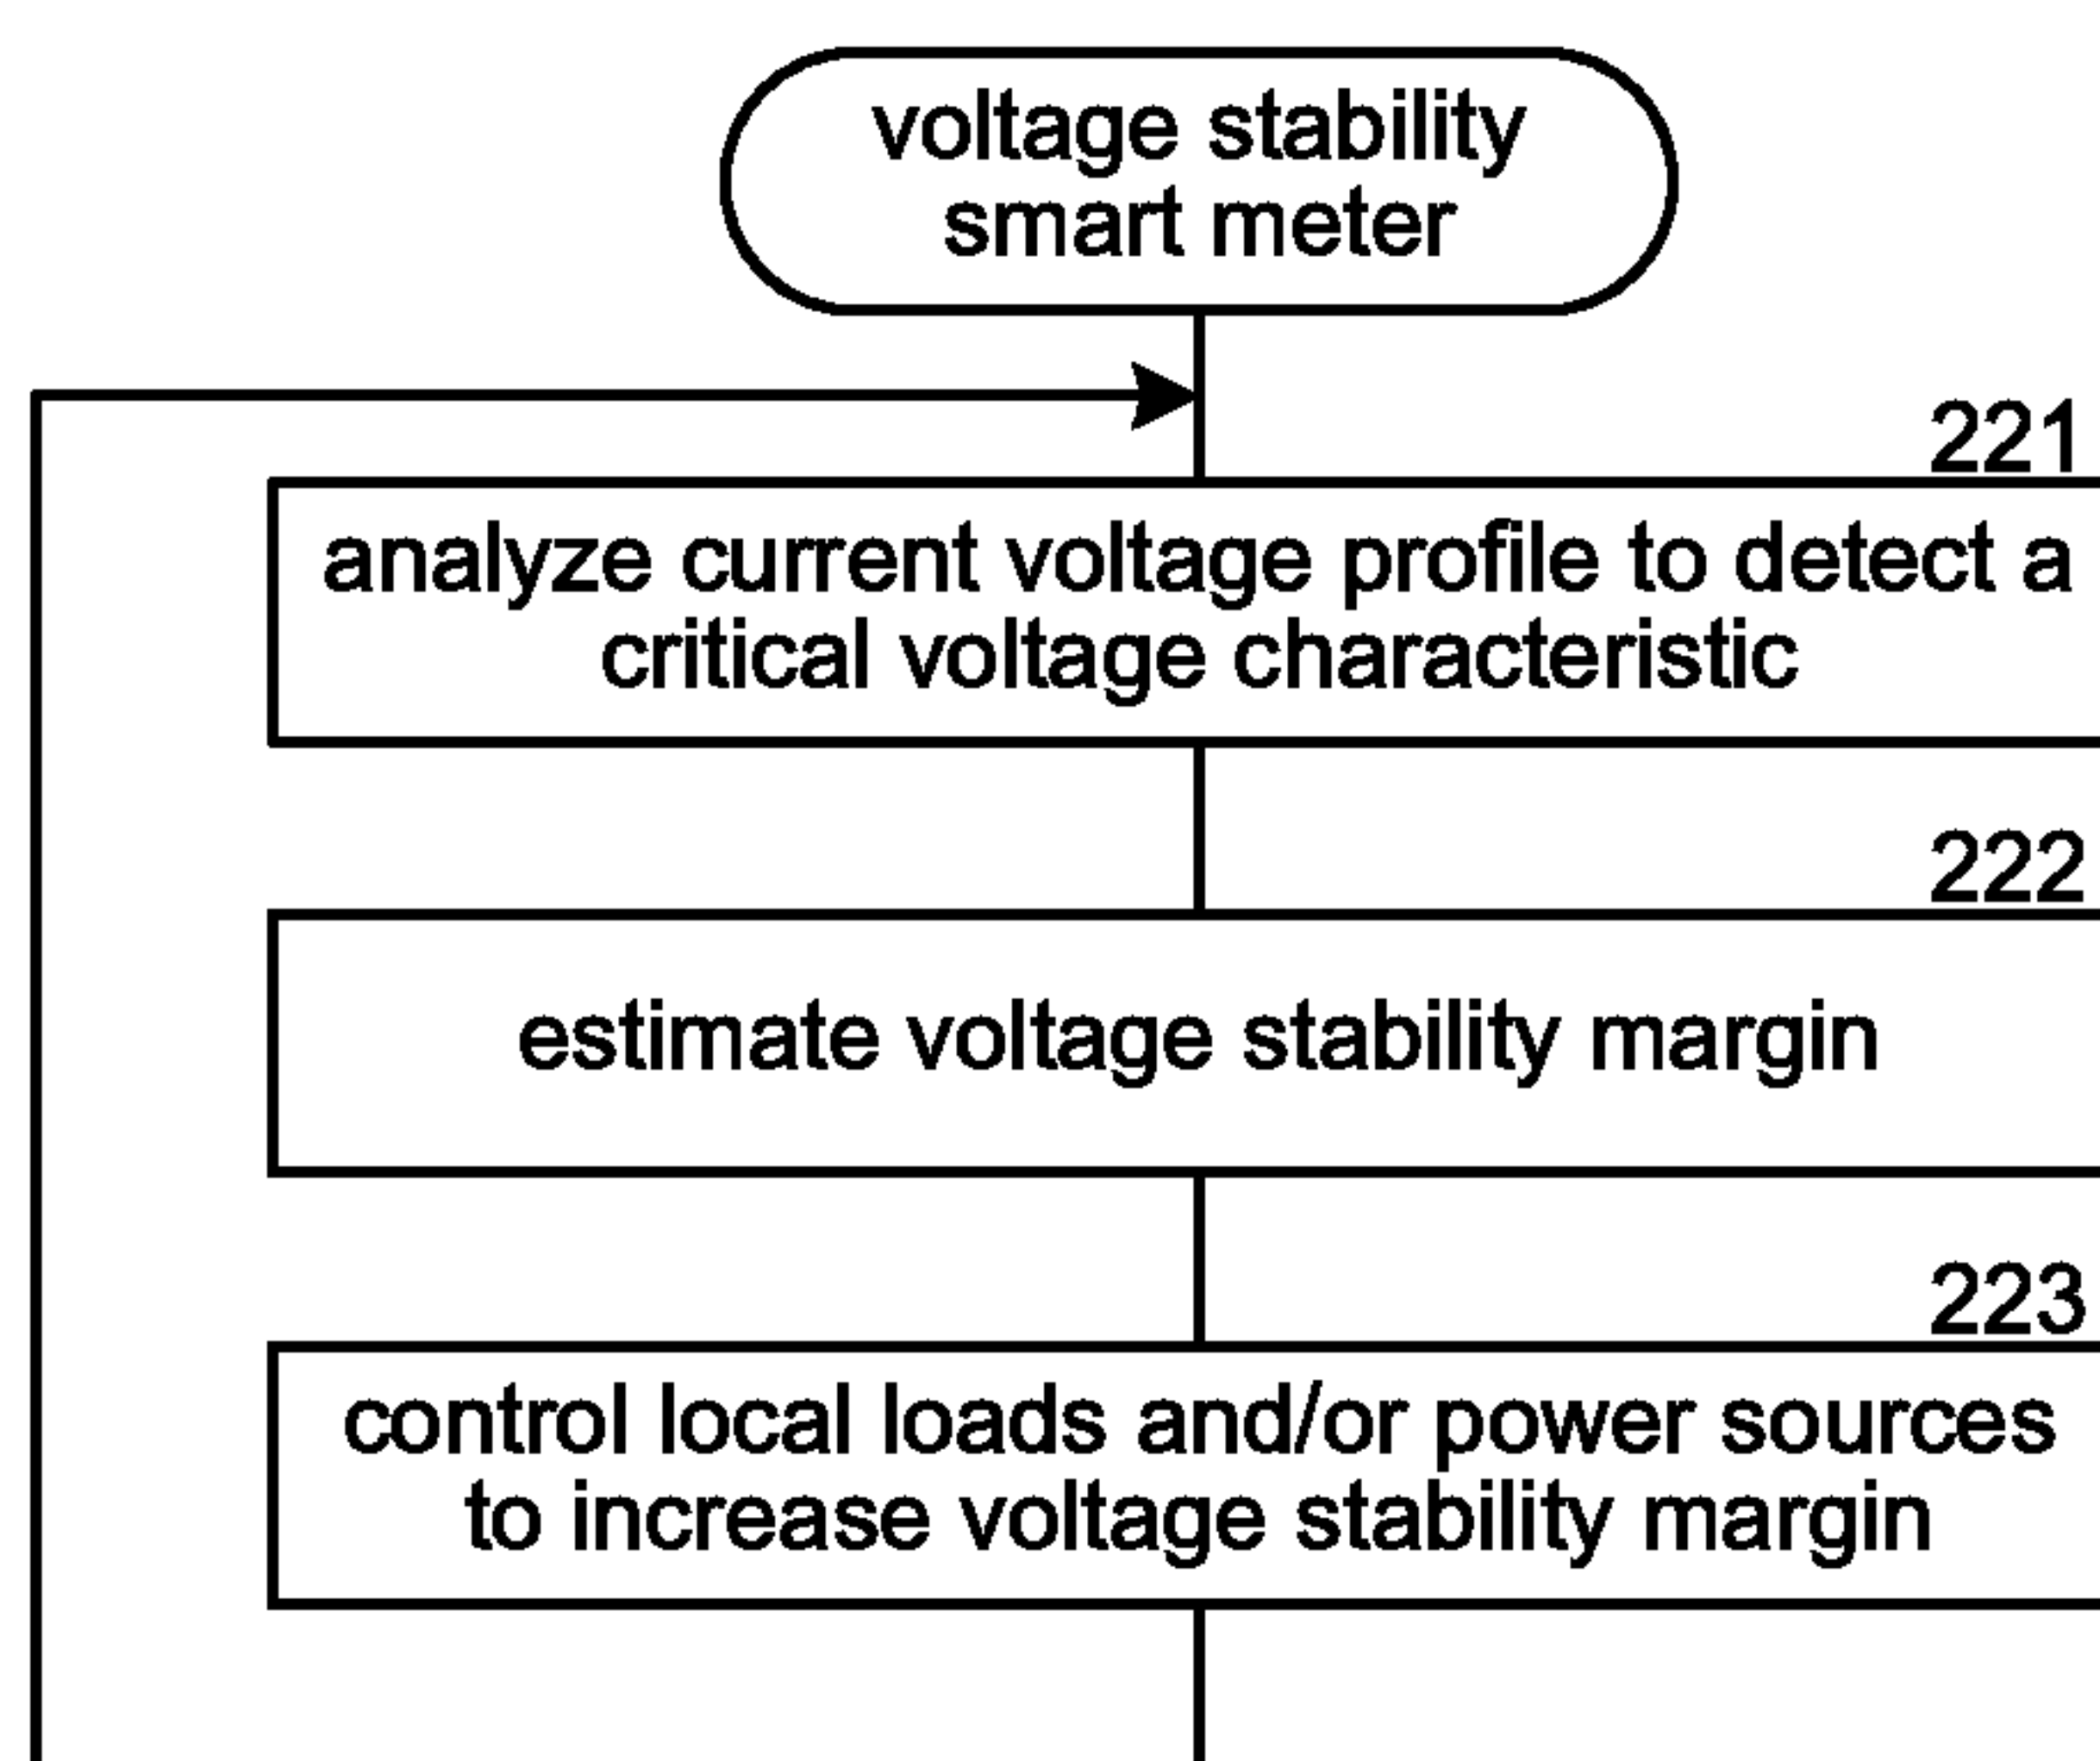 voltage stability
smart meter
221
analyze current voltage profile to detect a
critical voltage characteristic
222
estimate voltage stability margin
223
control local loads and/or power sources
to increase voltage stability margin